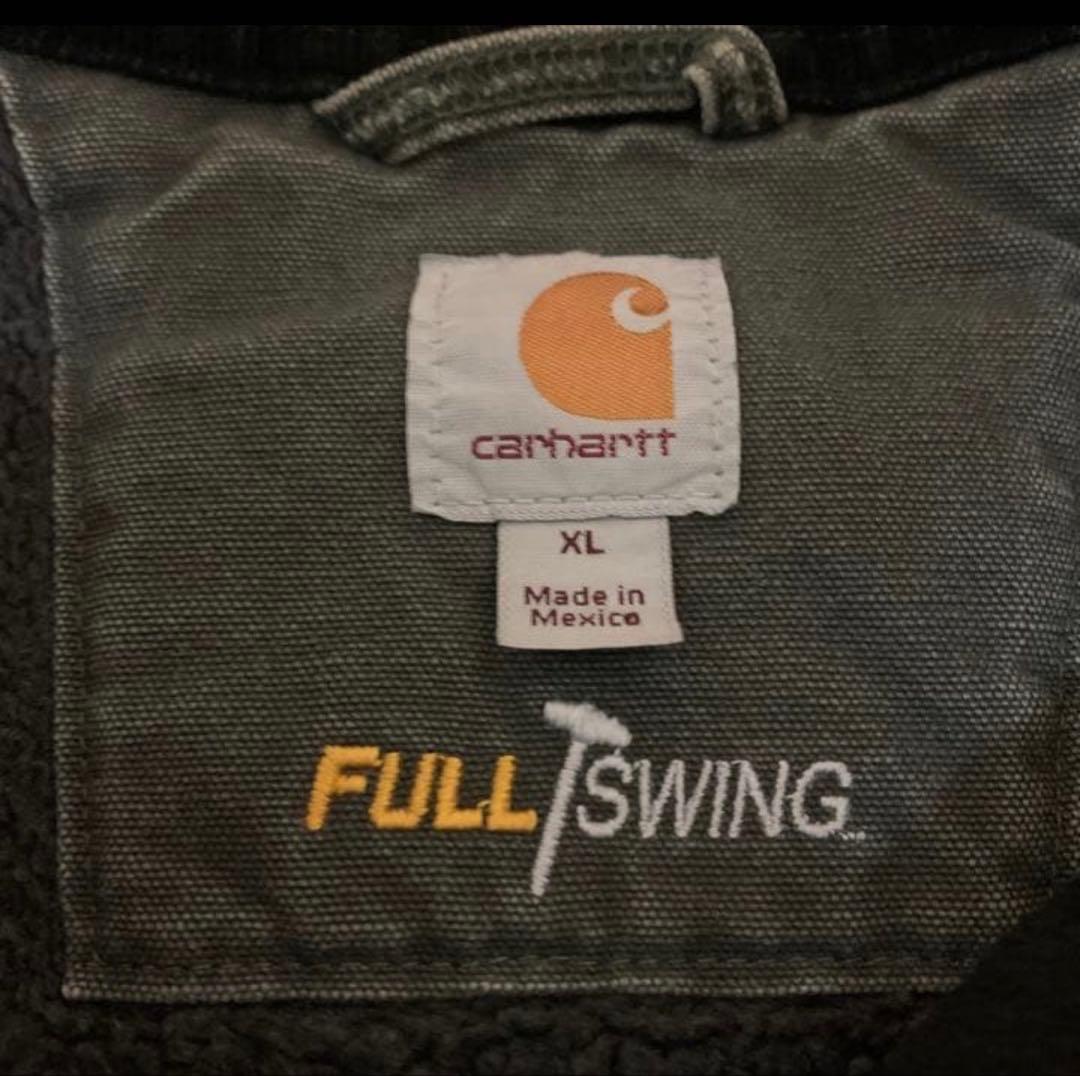 carhartt
XL
Made in
Mexico
FULL SWING